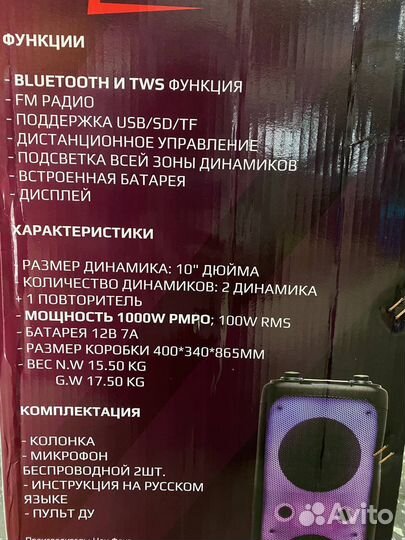 ФУНКЦИИ
- BLUETOOTH И TWS ФУНКЦИЯ
- FM РАДИО
- ПОДДЕРЖКА USB/SD/TF
- ДИСТАНЦИОННОЕ УПРАВЛЕНИЕ
- ПОДСВЕТКА ВСЕЙ ЗОНЫ ДИНАМИКОВ
- ВСТРОЕННАЯ БАТАРЕЯ
- ДИСПЛЕЙ
ХАРАКТЕРИСТИКИ
- РАЗМЕР ДИНАМИКА: 10" ДЮЙМА
- КОЛИЧЕСТВО ДИНАМИКОВ: 2 ДИНАМИКА
+ 1 ПОВТОРИТЕЛЬ
- МОЩНОСТЬ 1000W PMPO; 100W RMS
- БАТАРЕЯ 12В 7А
- РАЗМЕР КОРОБКИ 400*340*865ММ
- ВЕС N.W 15.50 KG
G.W 17.50 KG
КОМПЛЕКТАЦИЯ
- КОЛОНКА
- МИКРОФОН
БЕСПРОВОДНОЙ 2ШТ.
- ИНСТРУКЦИЯ НА РУССКОМ
ЯЗЫКЕ
- ПУЛЬТ ДУ
Avito